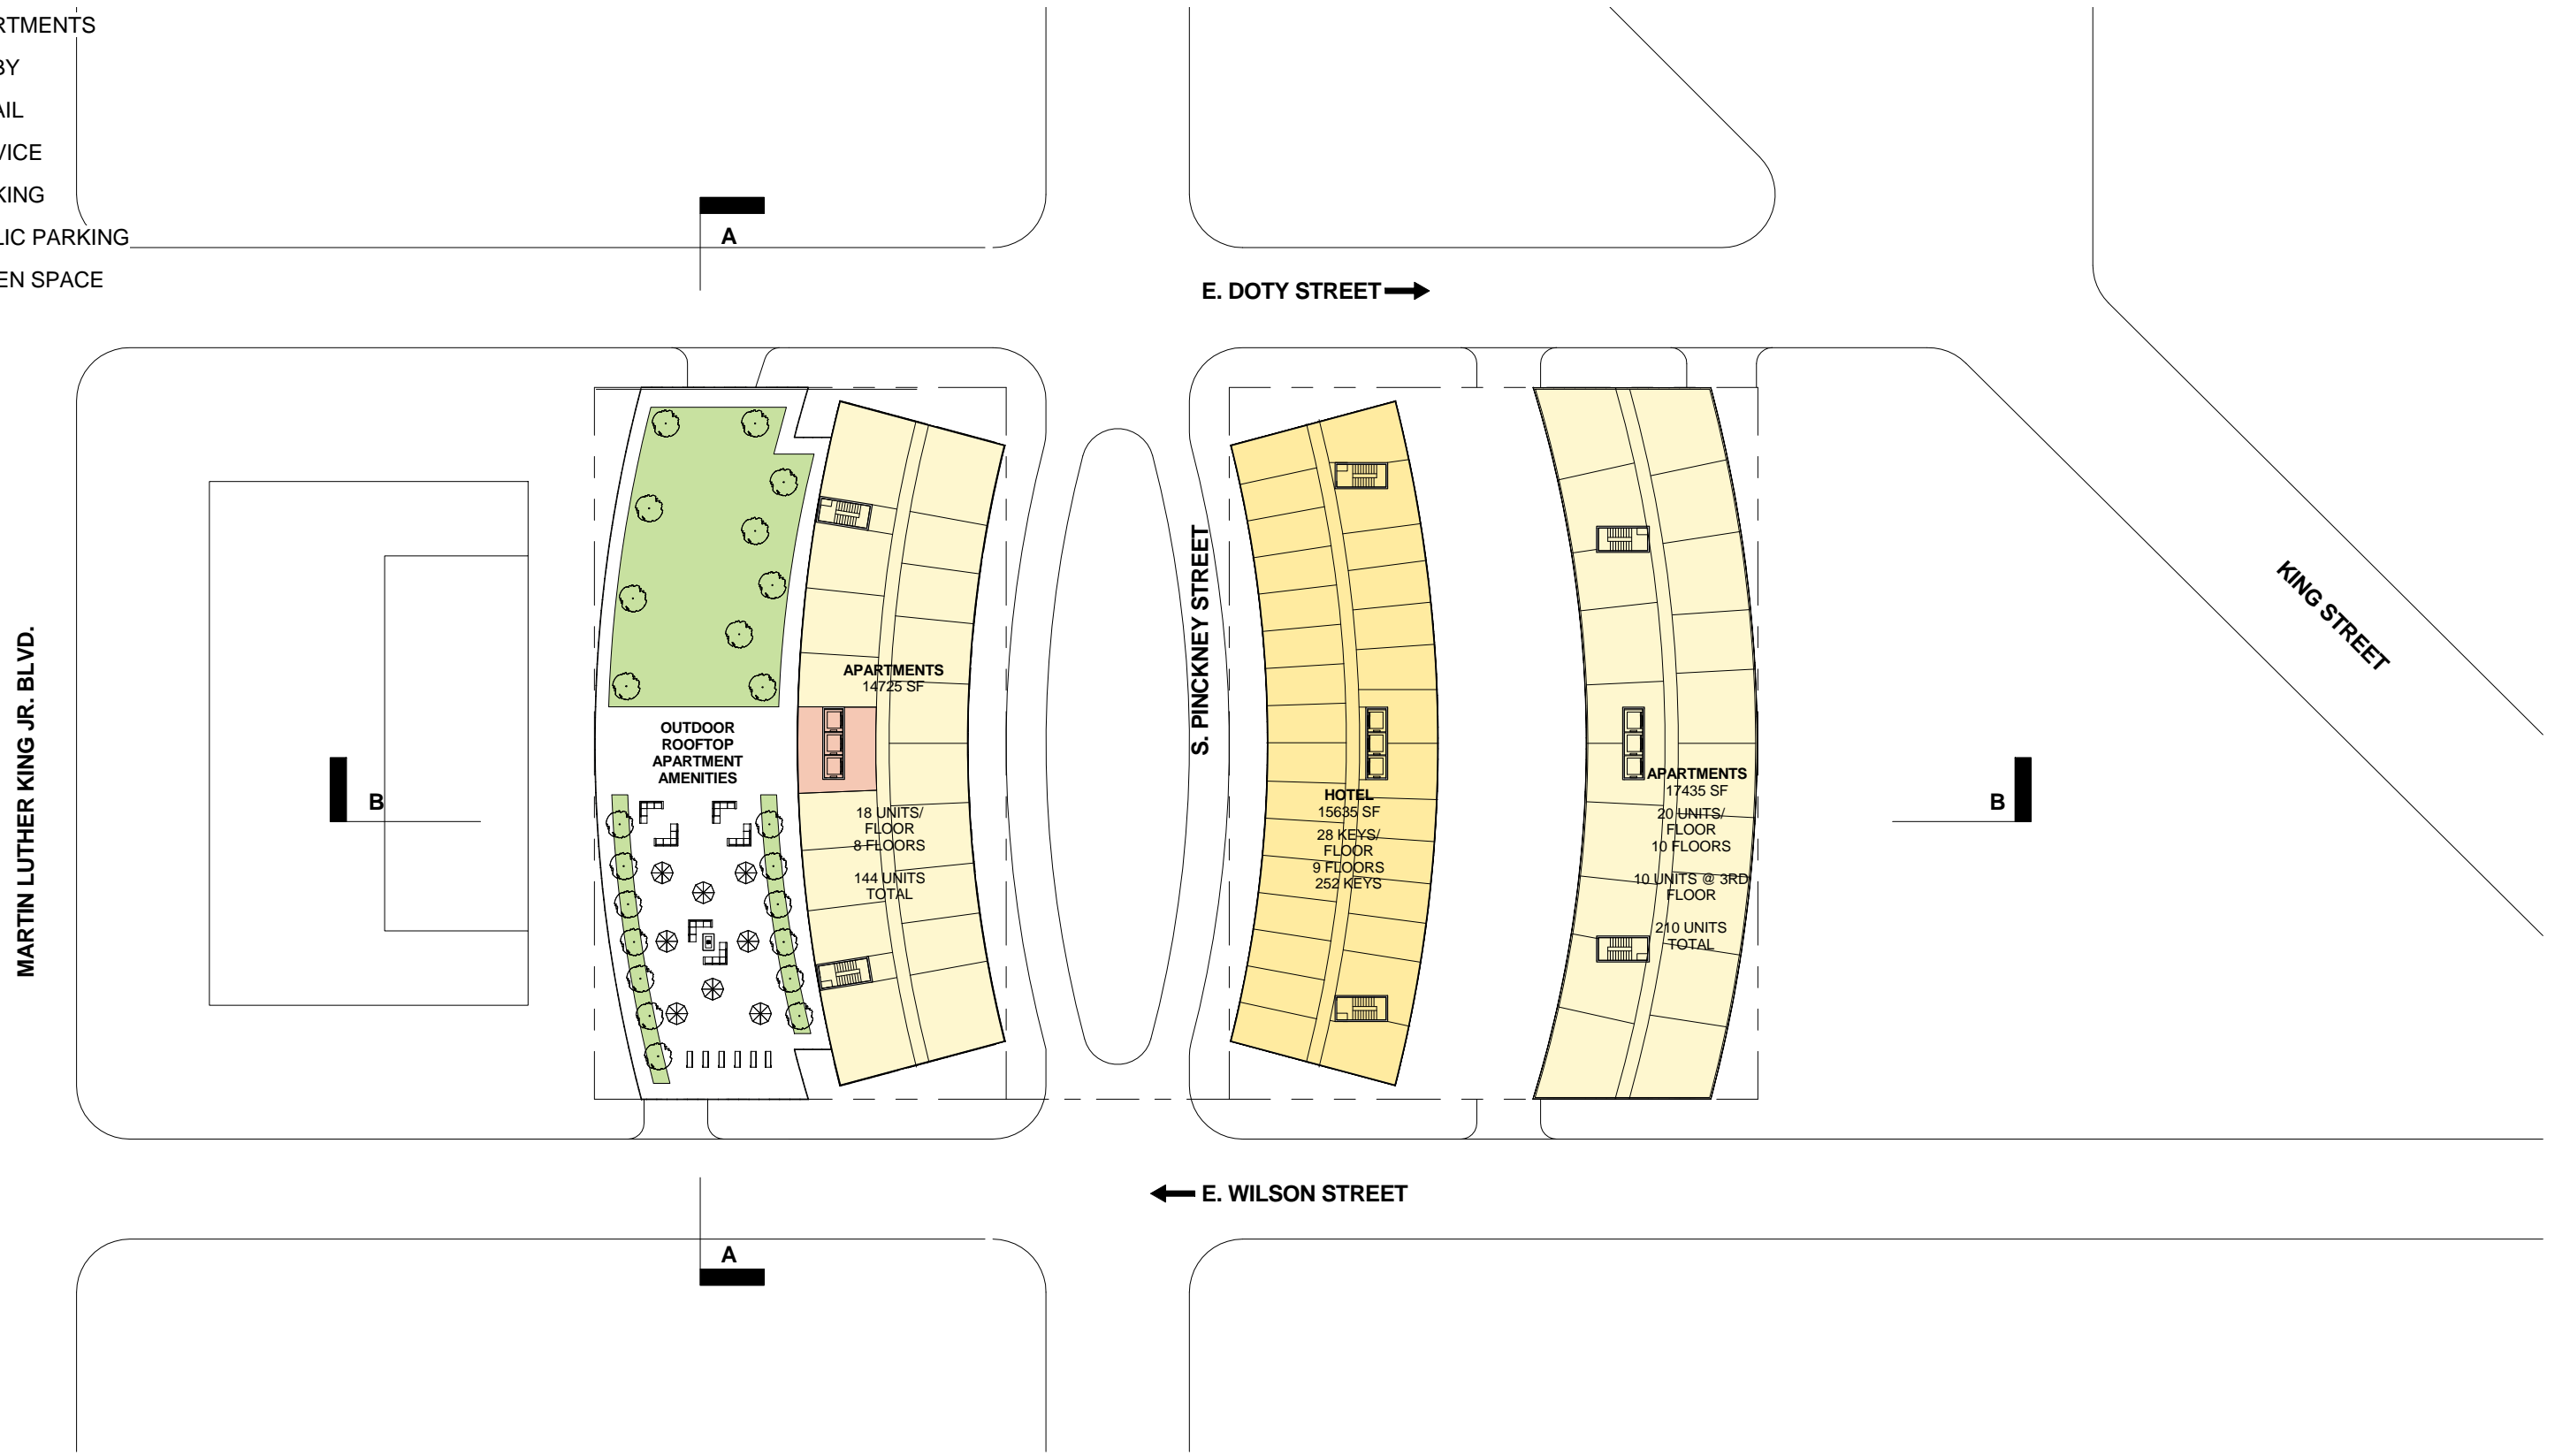 RTMENTS
BY
AIL
VICE
KING
LIC PARKING
EN SPACE
A
E. DOTY STREET
MARTIN LUTHER KING JR. BLVD.
B
OUTDOOR
ROOFTOP
APARTMENT
AMENITIES
APARTMENTS
14725 SF
18 UNITS/
FLOOR
8 FLOORS
144 UNITS
TOTAL
S. PINCKNEY STREET
HOTEL
15635 SF
28 KEYS/
FLOOR
9 FLOORS
252 KEYS
APARTMENTS
17435 SF
20 UNITS/
FLOOR
10 FLOORS
10 UNITS @ 3RD
FLOOR
210 UNITS
TOTAL
B
KING STREET
E. WILSON STREET
A